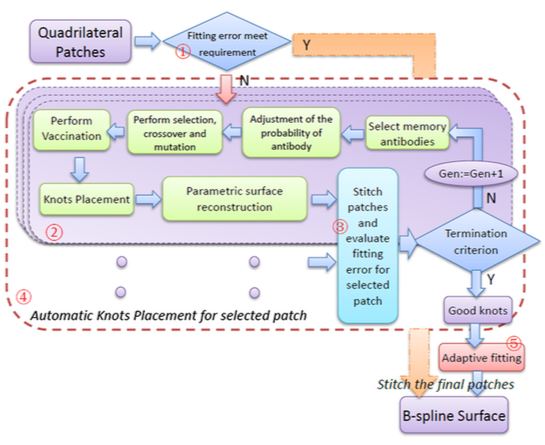 Quadrilateral
Patches
Fitting error meet
requirement
①
Y
N
Perform
Vaccination
Perform selection,
crossover and
mutation
Adjustment of the
probability of
antibody
Select memory
antibodies
Gen:=Gen+1
Knots Placement
Parametric surface
reconstruction
②
Stitch
patches
and
evaluate
fitting
error for
selected
patch
③
N
Termination
criterion
Y
④
Automatic Knots Placement for selected patch
Good knots
⑤
Adaptive fitting
Stitch the final patches
B-spline Surface